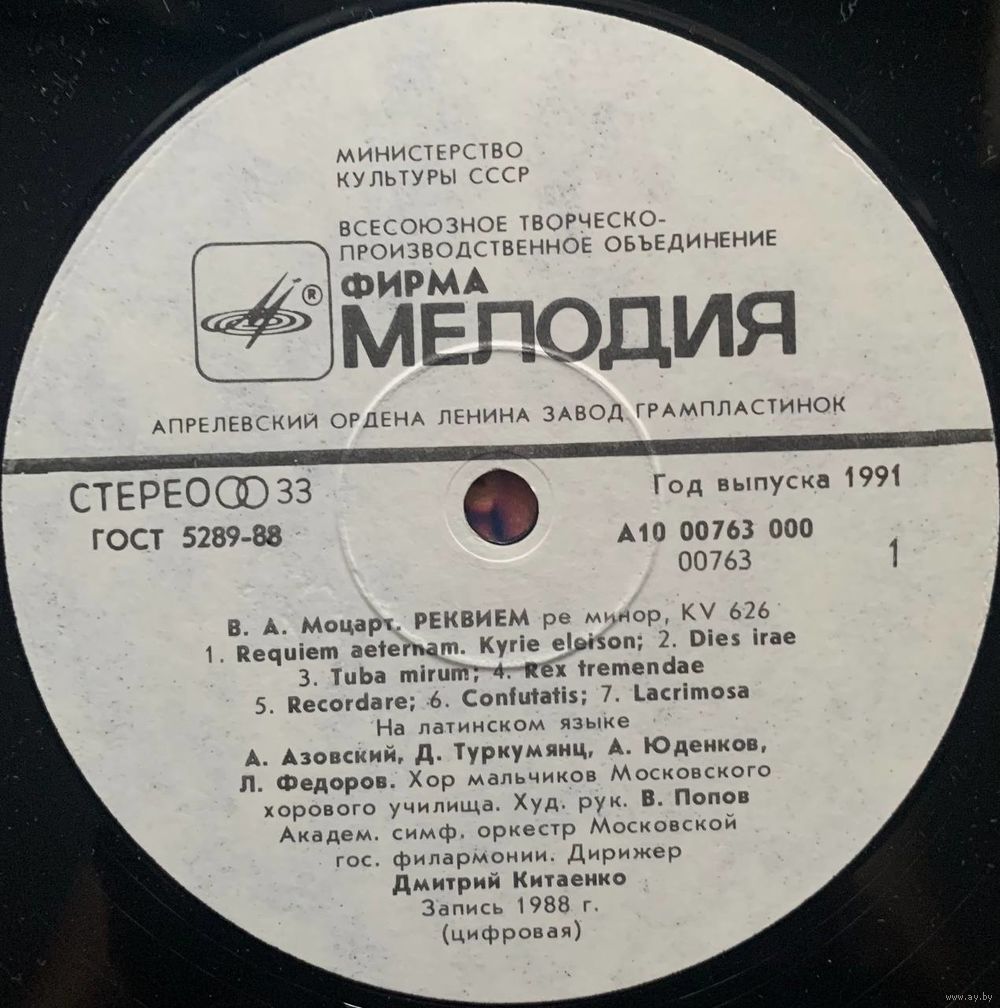 МИНИСТЕРСТВО
КУЛЬТУРЫ СССР
ВСЕСОЮЗНОЕ ТВОРЧЕСКО-
ПРОИЗВОДСТВЕННОЕ ОБЪЕДИНЕНИЕ
ФИРМА
®
МЕЛОДИЯ
АПРЕЛЕВСКИЙ ОРДЕНА ЛЕНИНА ЗАВОД ГРАМПЛАСТИНОК
СТЕРЕО 33
Год выпуска 1991
ГОСТ 5289-88
А10 00763 000
00763
1
В. А. Моцарт. РЕКВИЕМ ре минор, KV 626
1. Requiem aeternam. Kyrie eleison; 2. Dies irae
3. Tuba mirum; 4. Rex tremendae
5. Recordare; 6. Confutatis; 7. Lacrimosa
На латинском языке
А. Азовский, Д. Туркумянц, А. Юденков,
Л. Федоров. Хор мальчиков Московского
хорового училища. Худ. рук. В. Попов
Академ. симф. оркестр Московской
гос. филармонии. Дирижер
Дмитрий Китаенко
Запись 1988 г.
(цифровая)
www.ay.by